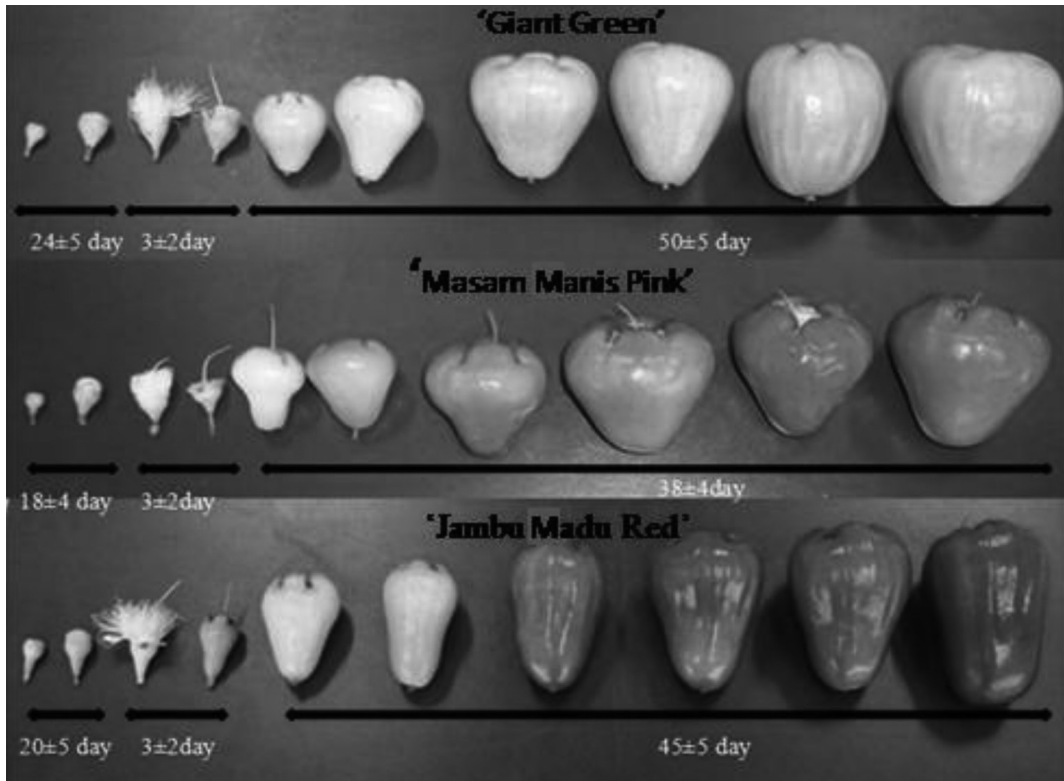 'Giant Green'
24±5 day 3±2day 50±5 day
'Masam Manis Pink'
18±4 day 3±2day 38±4day
'Jambu Madu Red'
20±5 day 3±2day 45±5 day